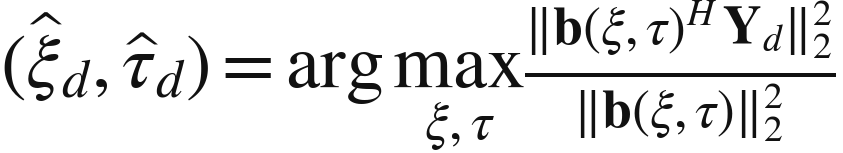 (ξ̂_d, τ̂_d) = arg max_{ξ, τ} ‖b(ξ, τ)^H Y_d‖_2^2 / ‖b(ξ, τ)‖_2^2